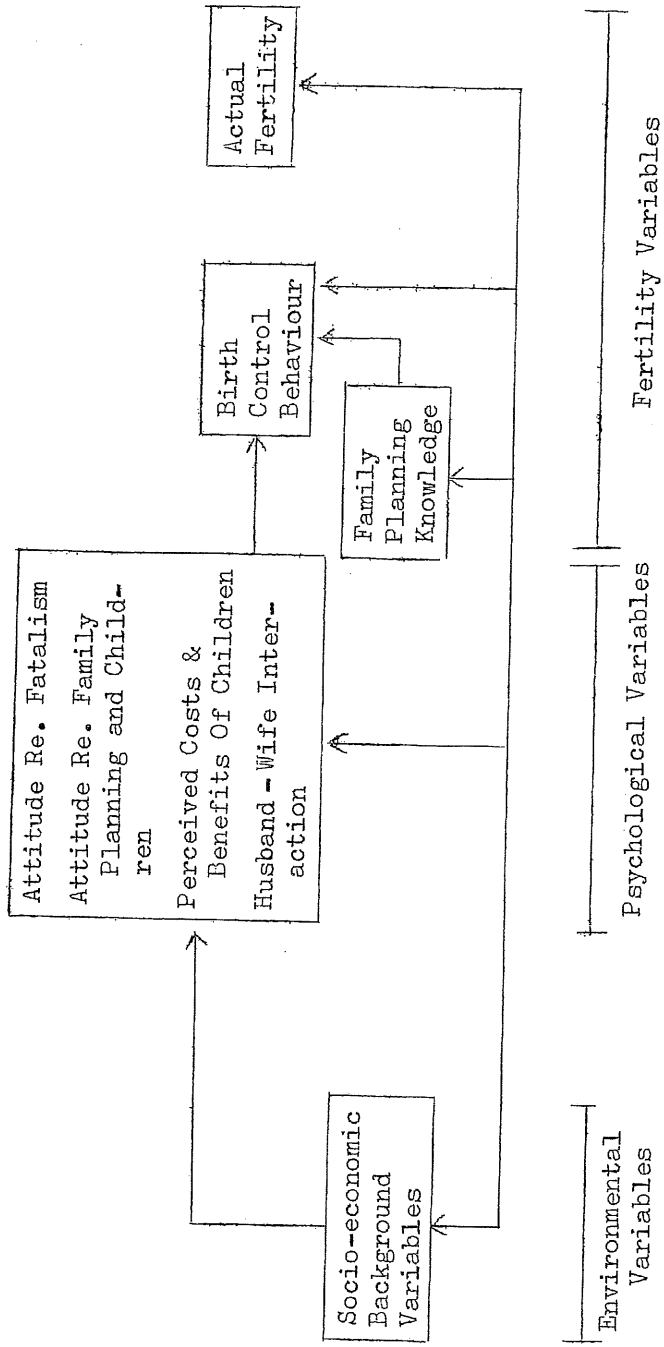 Attitude Re. Fatalism
Attitude Re. Family
Planning and Child-
ren
Perceived Costs &
Benefits Of Children
Husband-Wife Inter-
action
Socio-economic
Background
Variables
Birth
Control
Behaviour
Family
Planning
Knowledge
Actual
Fertility
Environmental
Variables
Psychological Variables
Fertility Variables